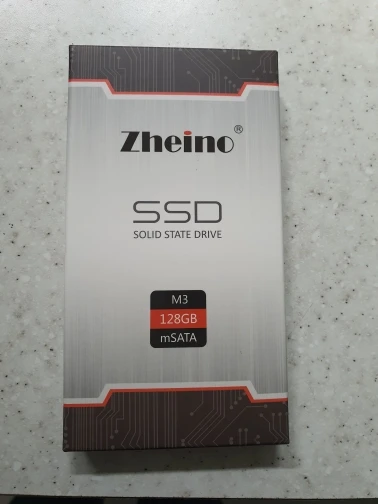 Zheino®
SSD
SOLID STATE DRIVE
M3
128GB
mSATA